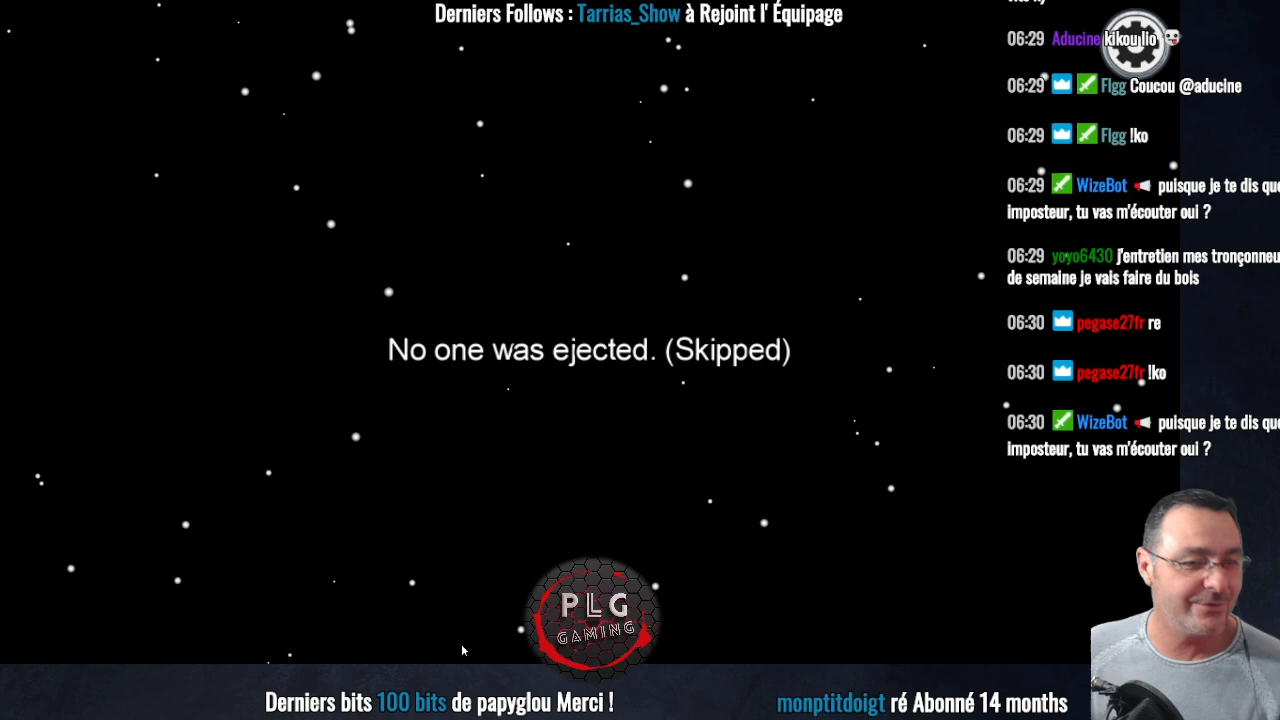 Derniers Follows : Tarrias_Show à Rejoint l' Équipage
06:29 Aducine kikou lio
06:29 Flgg Coucou @aducine
06:29 Flgg !ko
06:29 WizeBot puisque je te dis que
imposteur, tu vas m'écouter oui ?
06:29 yoyo6430 j'entretien mes tronçonneu
de semaine je vais faire du bois
06:30 pegase27fr re
06:30 pegase27fr !ko
06:30 WizeBot puisque je te dis que
imposteur, tu vas m'écouter oui ?
No one was ejected. (Skipped)
PLG
GAMING
Derniers bits 100 bits de papyglou Merci !
monptitdoigt ré Abonné 14 months